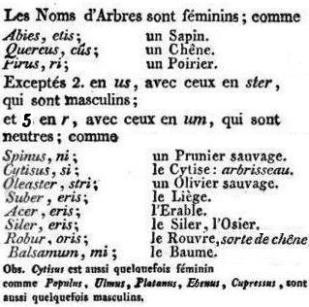 Les Noms d'Arbres sont féminins ; comme
Abies, etis ; un Sapin.
Quercus, cûs ; un Chêne.
Pirus, ri ; un Poirier.
Exceptés 2. en us, avec ceux en ster,
qui sont masculins ;
et 5 en r, avec ceux en um, qui sont
neutres ; comme
Spinus, ni ; un Prunier sauvage.
Cytisus, si ; le Cytise : arbrisseau.
Oleaster, stri ; un Olivier sauvage.
Suber, eris ; le Liège.
Acer, eris ; l'Erable.
Siler, eris ; le Siler, l'Osier.
Robur, oris ; le Rouvre, sorte de chêne
Balsamum, mi ; le Baume.
Obs. Cytisus est aussi quelquefois féminin
comme Populus, Ulmus, Platanus, Ebenus, Cupressus, sont
aussi quelquefois masculins.